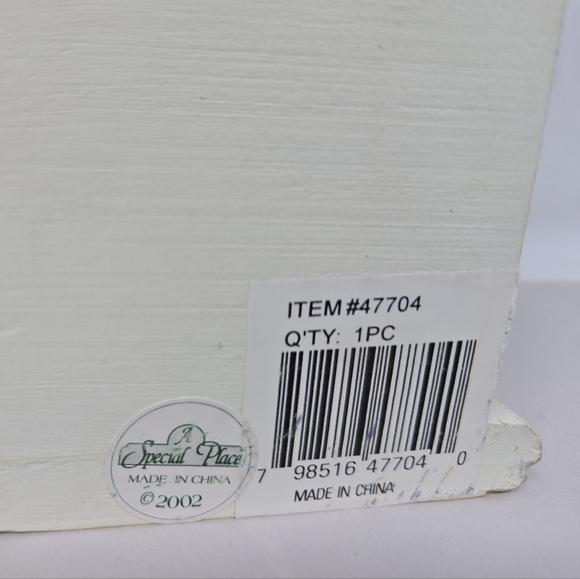 ITEM #47704
Q'TY: 1PC
7 98516 47704 0
MADE IN CHINA
A
Special Place
MADE IN CHINA
© 2002